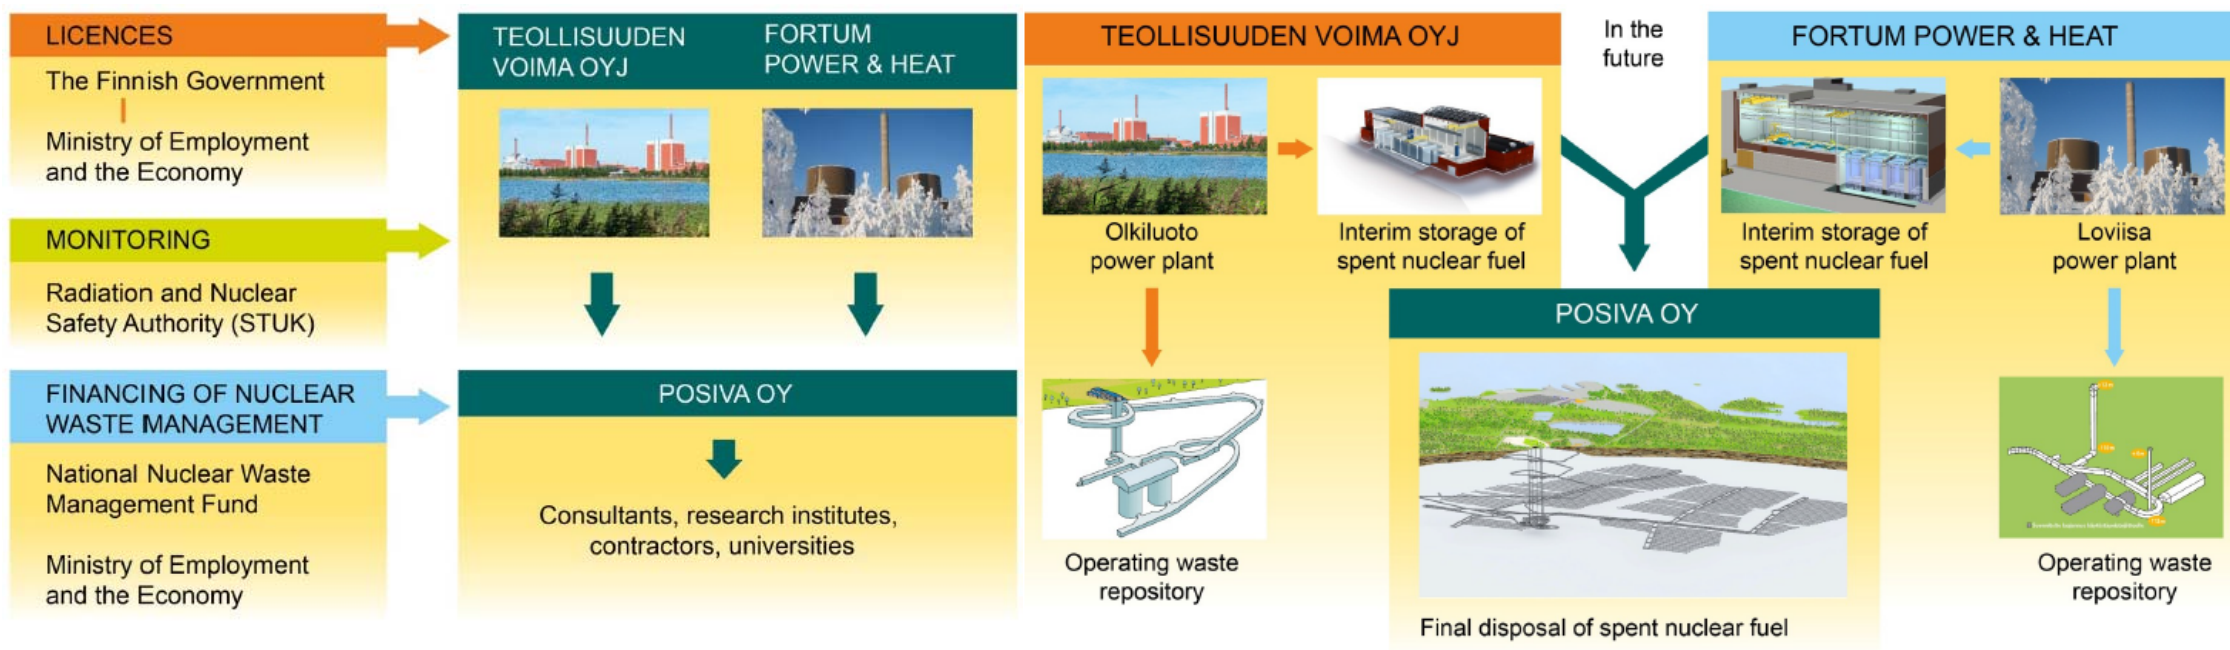 LICENCES
The Finnish Government
Ministry of Employment
and the Economy
MONITORING
Radiation and Nuclear
Safety Authority (STUK)
FINANCING OF NUCLEAR
WASTE MANAGEMENT
National Nuclear Waste
Management Fund
Ministry of Employment
and the Economy
TEOLLISUUDEN
VOIMA OYJ
FORTUM
POWER & HEAT
POSIVA OY
Consultants, research institutes,
contractors, universities
TEOLLISUUDEN VOIMA OYJ
Olkiluoto
power plant
Interim storage of
spent nuclear fuel
Operating waste
repository
In the
future
FORTUM POWER & HEAT
Interim storage of
spent nuclear fuel
Loviisa
power plant
Operating waste
repository
POSIVA OY
Final disposal of spent nuclear fuel